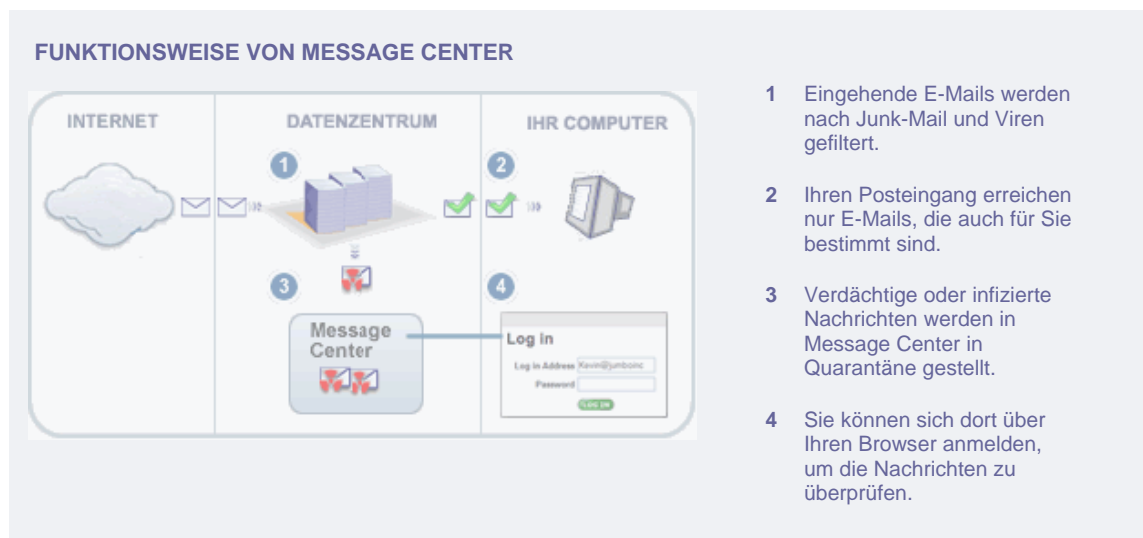 FUNKTIONSWEISE VON MESSAGE CENTER
INTERNET
DATENZENTRUM
IHR COMPUTER
1
2
3
4
Message
Center
Log in
Log in Address Kevin@jumboinc
Password
LOG IN
1 Eingehende E-Mails werden
nach Junk-Mail und Viren
gefiltert.
2 Ihren Posteingang erreichen
nur E-Mails, die auch für Sie
bestimmt sind.
3 Verdächtige oder infizierte
Nachrichten werden in
Message Center in
Quarantäne gestellt.
4 Sie können sich dort über
Ihren Browser anmelden,
um die Nachrichten zu
überprüfen.